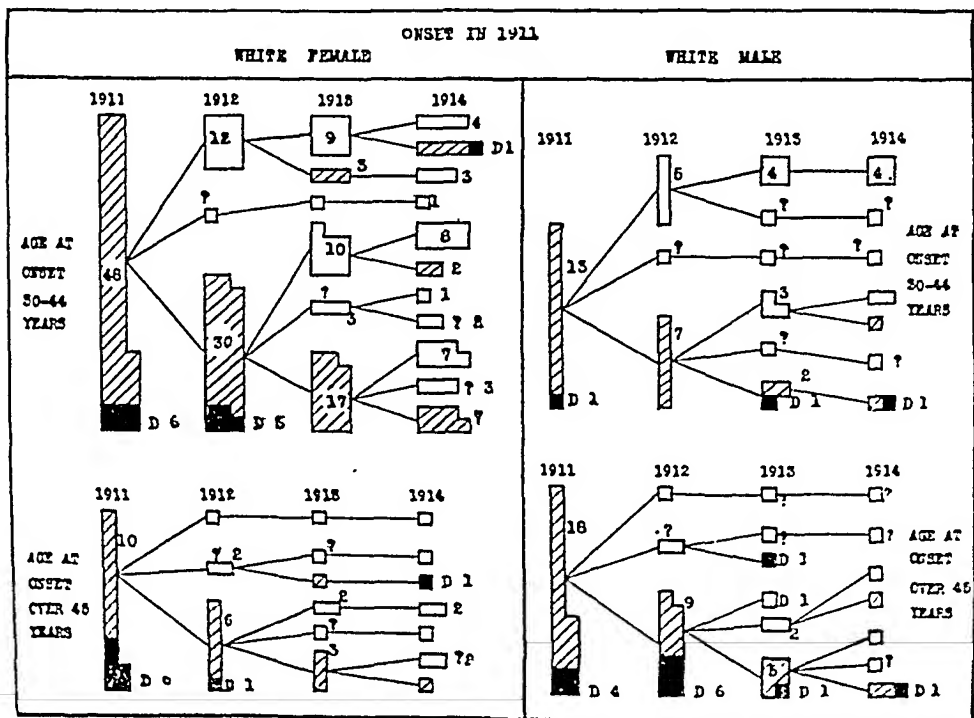 ONSET IN 1911
WHITE FEMALE
WHITE MALE
1911 1912 1913 1914
12 9 4
D 1
3 3
? 1
AGE AT
ONSET
30-44
YEARS
48
10 8
2
30
? 1
3 ? 2
7
17 ? 3
?
D 6 D 5
1911 1912 1913 1914
5 4 4
? ?
? ? ?
13
AGE AT
ONSET
30-44
YEARS
3
7
? ?
2
D 1 D 1 D 1
1911 1912 1913 1914
10
AGE AT
ONSET
OVER 45
YEARS
? 2 ?
D 1
6 2 2
?
3 ?2
D 1
1911 1912 1913 1914
18 ? ?
? ? ?
D 1
AGE AT
ONSET
OVER 45
YEARS
9 D 1
2
5 ?
D 4 D 6 D 1 D 1